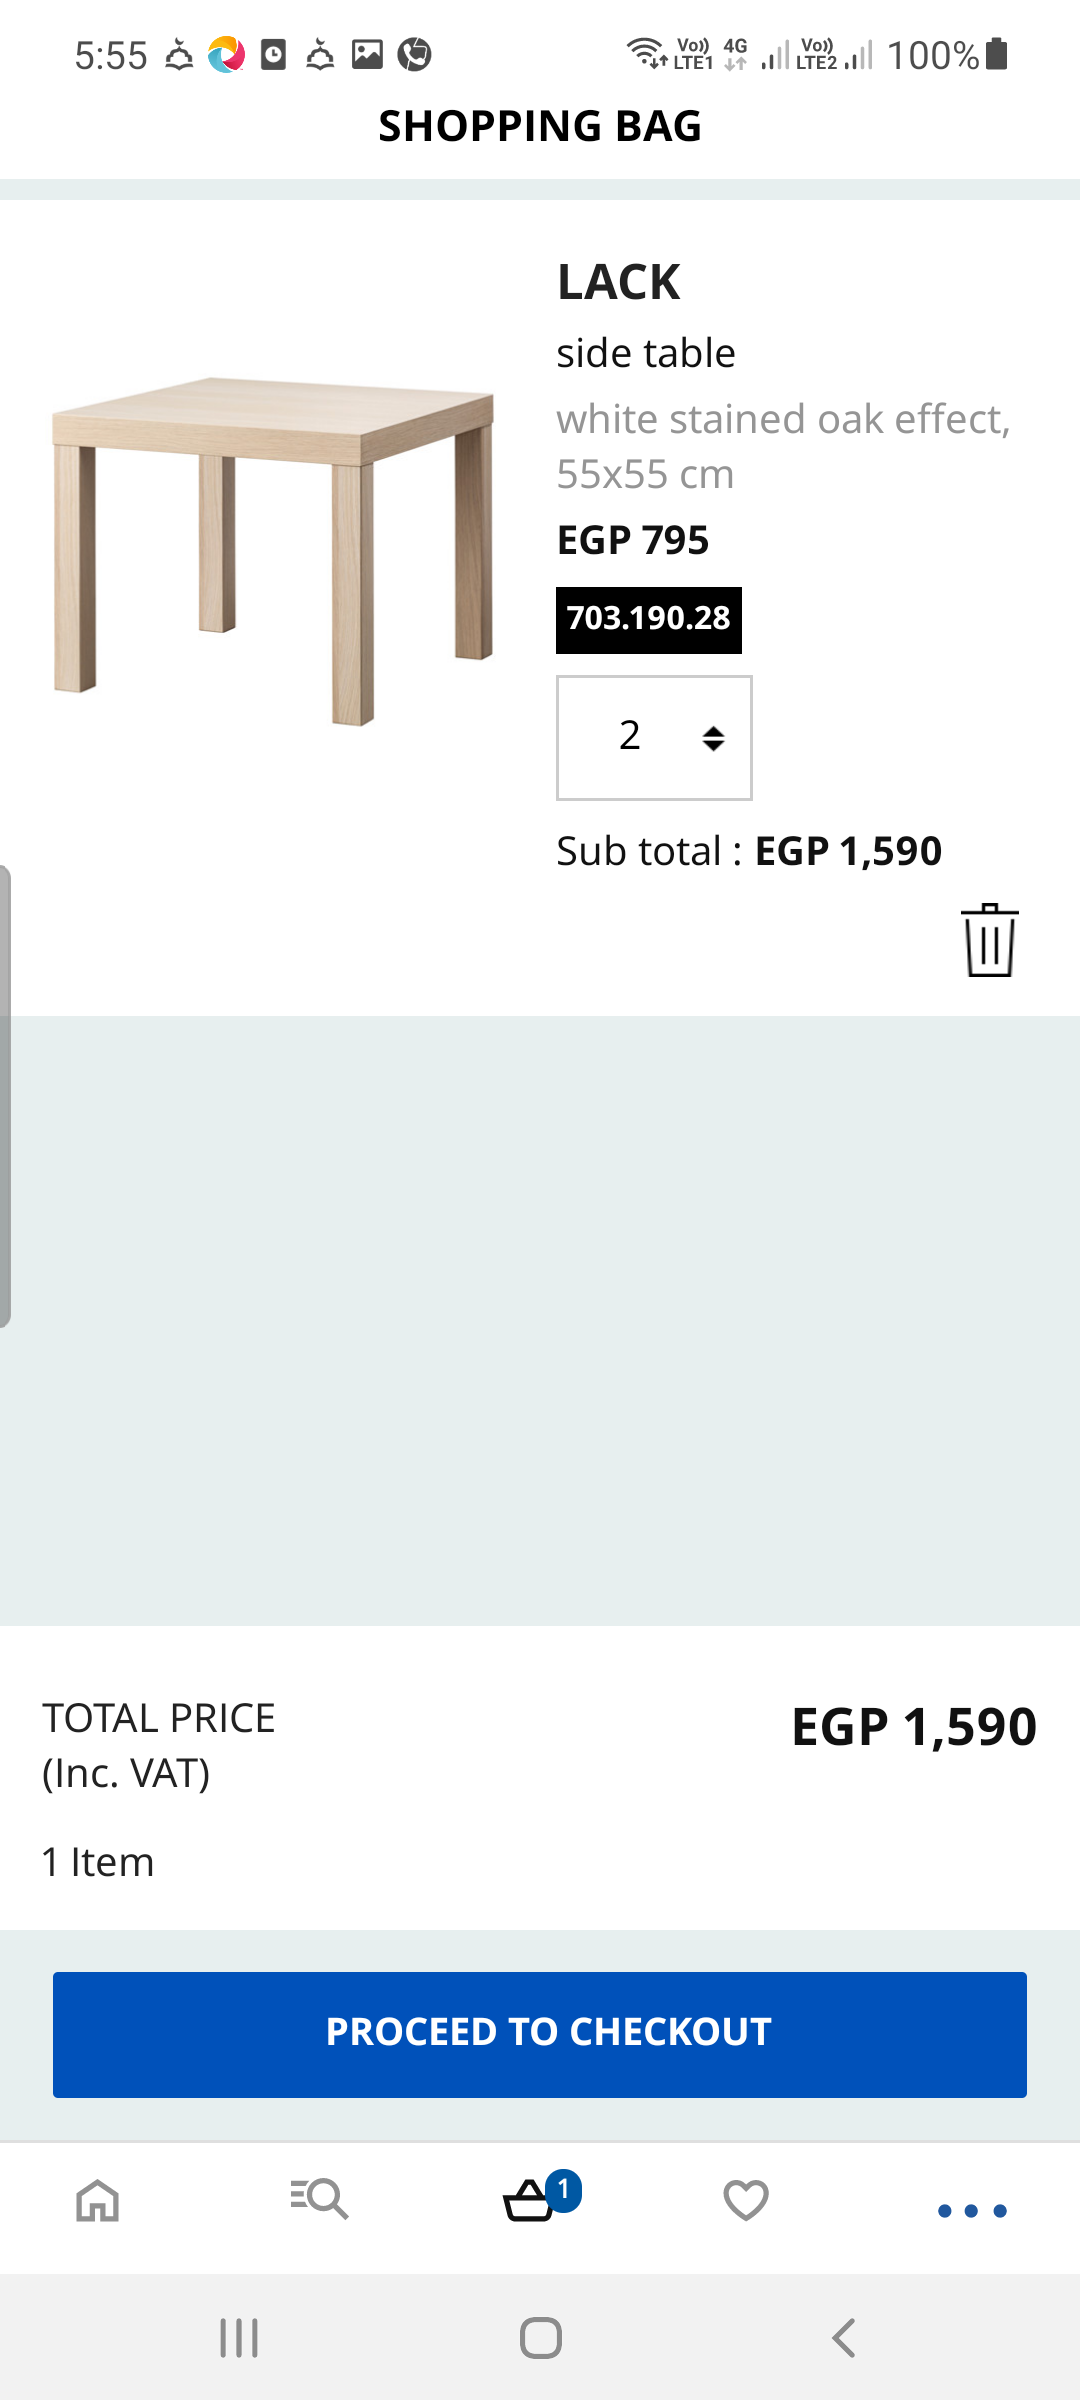 5:55 Vo)) LTE1 4G Vo)) LTE2 100%
SHOPPING BAG
LACK
side table
white stained oak effect,
55x55 cm
EGP 795
703.190.28
2
Sub total : EGP 1,590
TOTAL PRICE EGP 1,590
(Inc. VAT)
1 Item
PROCEED TO CHECKOUT
1